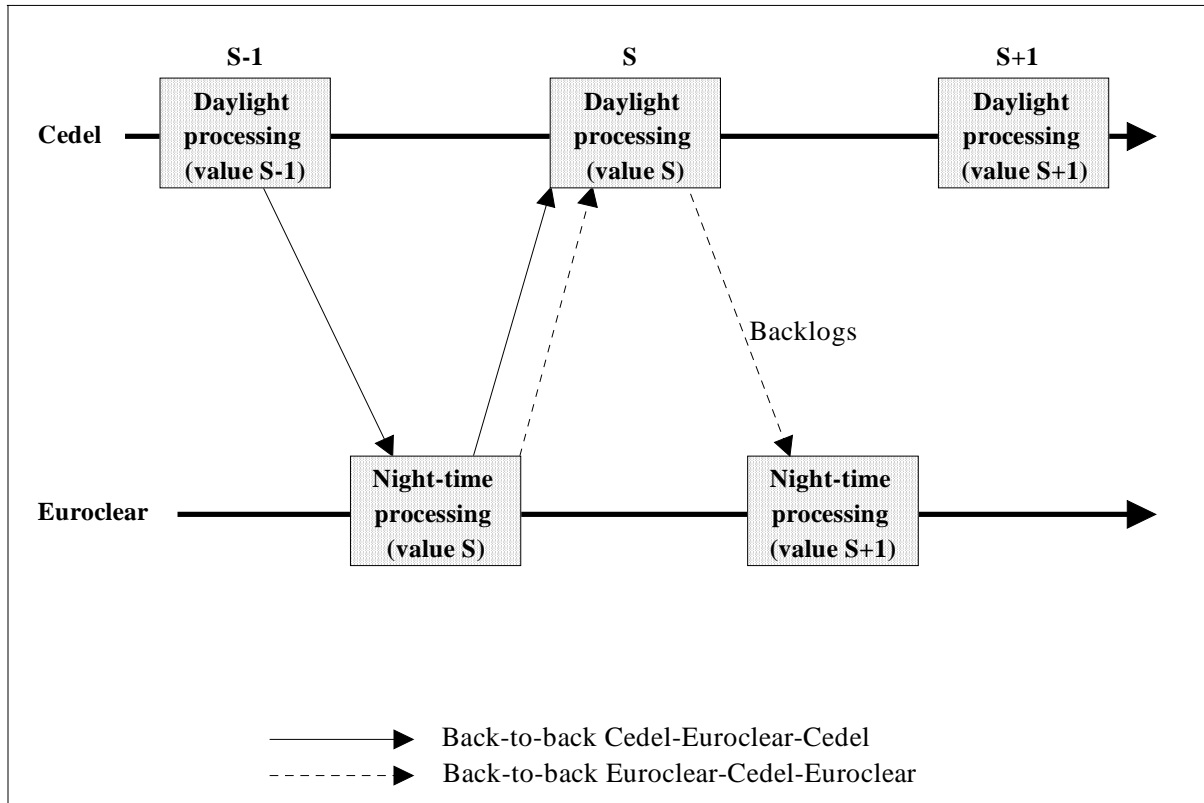 S-1
S
S+1
Cedel
Daylight
processing
(value S-1)
Daylight
processing
(value S)
Daylight
processing
(value S+1)
Backlogs
Euroclear
Night-time
processing
(value S)
Night-time
processing
(value S+1)
Back-to-back Cedel-Euroclear-Cedel
Back-to-back Euroclear-Cedel-Euroclear